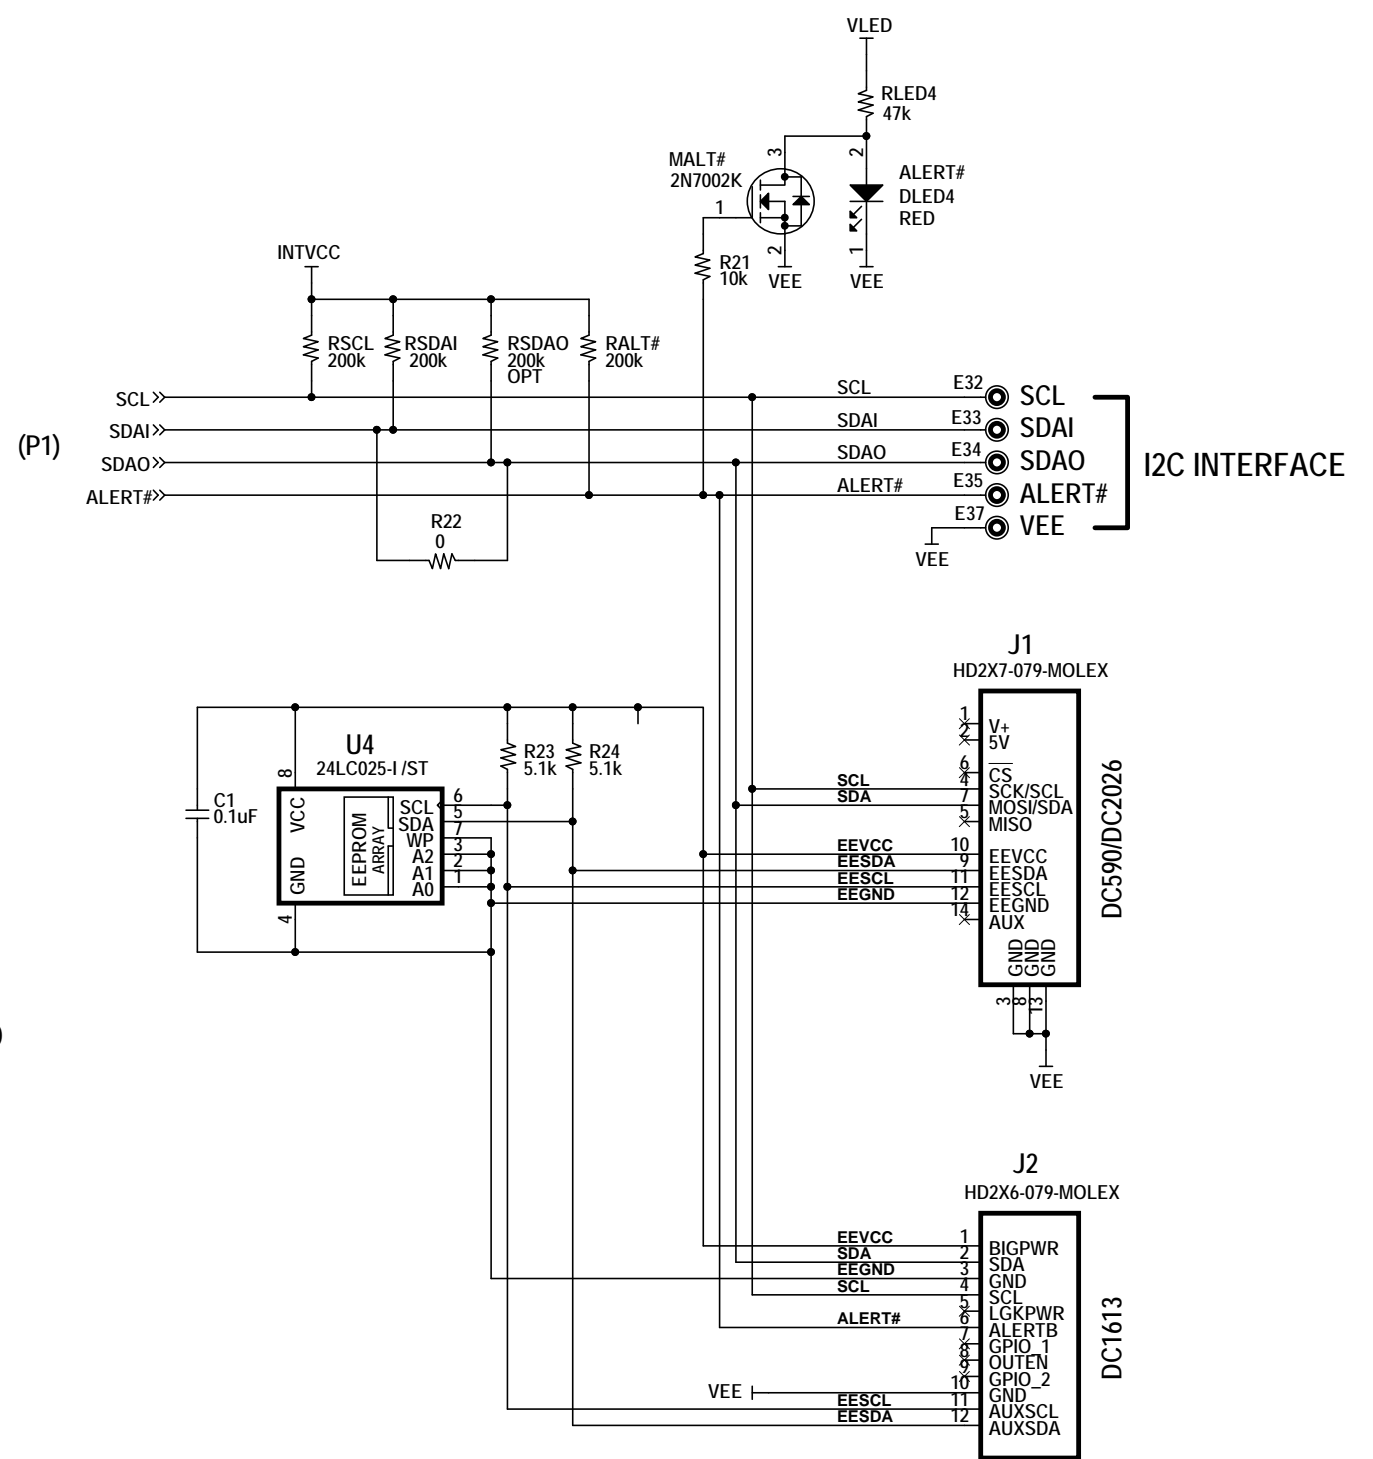 VLED
RLED4
47k
3
2
MALT#
2N7002K
ALERT#
DLED4
RED
1
2
1
INTVCC
R21
10k
VEE
VEE
RSCL
200k
RSDAI
200k
RSDAO
200k
OPT
RALT#
200k
SCL
SCL
E32
SCL
(P1)
SDAI
SDAI
E33
SDAI
SDAO
SDAO
E34
SDAO
I2C INTERFACE
ALERT#
ALERT#
E35
ALERT#
R22
0
E37
VEE
VEE
J1
HD2X7-079-MOLEX
U4
24LC025-I /ST
R23
5.1k
R24
5.1k
C1
0.1uF
8
VCC
GND
4
EEPROM
ARRAY
SCL 6
SDA 5
WP 7
A2 3
A1 2
A0 1
1 V+
2 5V
6 CS
SCL 4 SCK/SCL
SDA 7 MOSI/SDA
5 MISO
EEVCC 10 EEVCC
EESDA 9 EESDA
EESCL 11 EESCL
EEGND 12 EEGND
14 AUX
GND GND GND
3 8 13
DC590/DC2026
)
VEE
J2
HD2X6-079-MOLEX
EEVCC 1 BIGPWR
SDA 2 SDA
EEGND 3 GND
SCL 4 SCL
5 LGKPWR
ALERT# 6 ALERTB
7 GPIO_1
8 OUTEN
9 GPIO_2
VEE 10 GND
EESCL 11 AUXSCL
EESDA 12 AUXSDA
DC1613